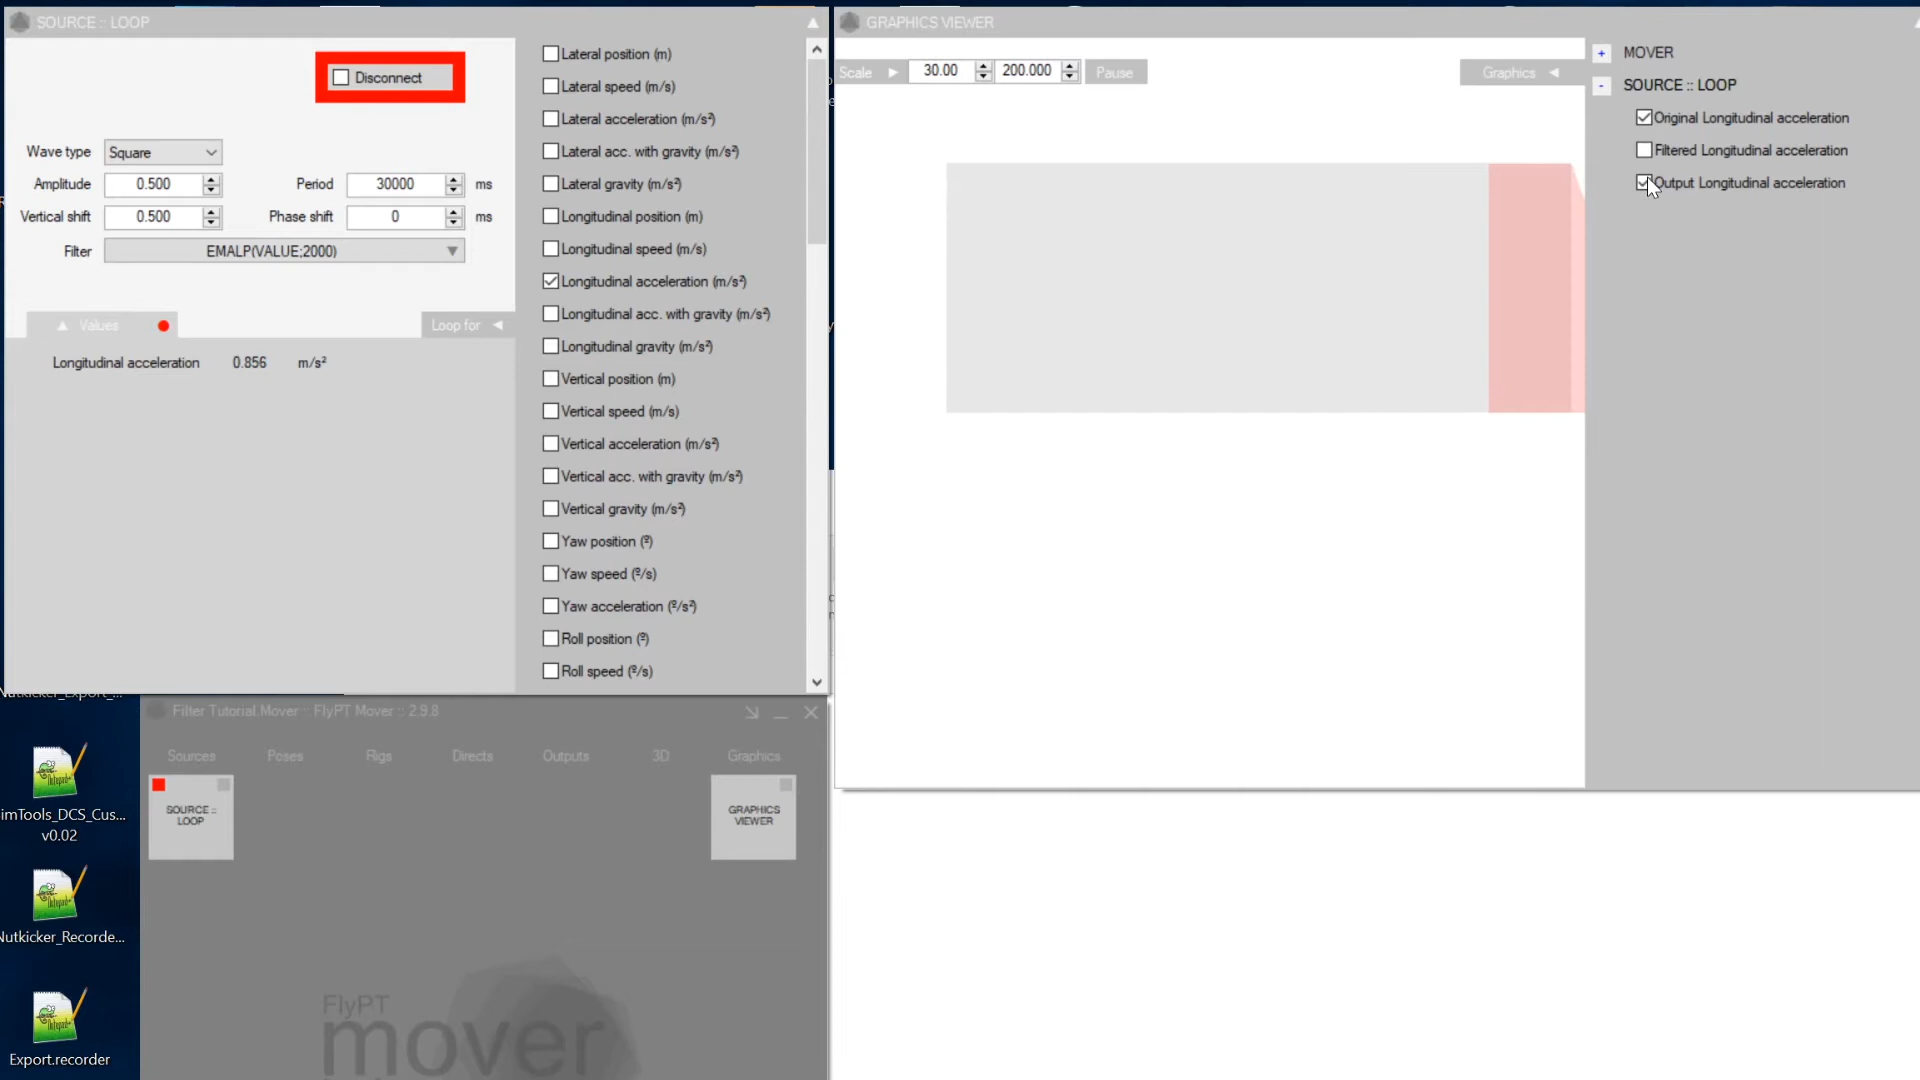 SOURCE :: LOOP
Disconnect
Wave type Square
Amplitude 0.500 Period 30000 ms
Vertical shift 0.500 Phase shift 0 ms
Filter EMALP(VALUE;2000)
Values Loop for
Longitudinal acceleration 0.856 m/s²
Lateral position (m)
Lateral speed (m/s)
Lateral acceleration (m/s²)
Lateral acc. with gravity (m/s²)
Lateral gravity (m/s²)
Longitudinal position (m)
Longitudinal speed (m/s)
Longitudinal acceleration (m/s²)
Longitudinal acc. with gravity (m/s²)
Longitudinal gravity (m/s²)
Vertical position (m)
Vertical speed (m/s)
Vertical acceleration (m/s²)
Vertical acc. with gravity (m/s²)
Vertical gravity (m/s²)
Yaw position (º)
Yaw speed (º/s)
Yaw acceleration (º/s²)
Roll position (º)
Roll speed (º/s)
GRAPHICS VIEWER
Scale 30.00 200.000 Pause Graphics
+ MOVER
- SOURCE :: LOOP
Original Longitudinal acceleration
Filtered Longitudinal acceleration
Output Longitudinal acceleration
Filter Tutorial.Mover :: FlyPT Mover :: 2.9.8
Sources Poses Rigs Directs Outputs 3D Graphics
SOURCE ::
LOOP
GRAPHICS
VIEWER
FlyPT
mover
imTools_DCS_Cus...
v0.02
Nutkicker_Recorde...
Export.recorder